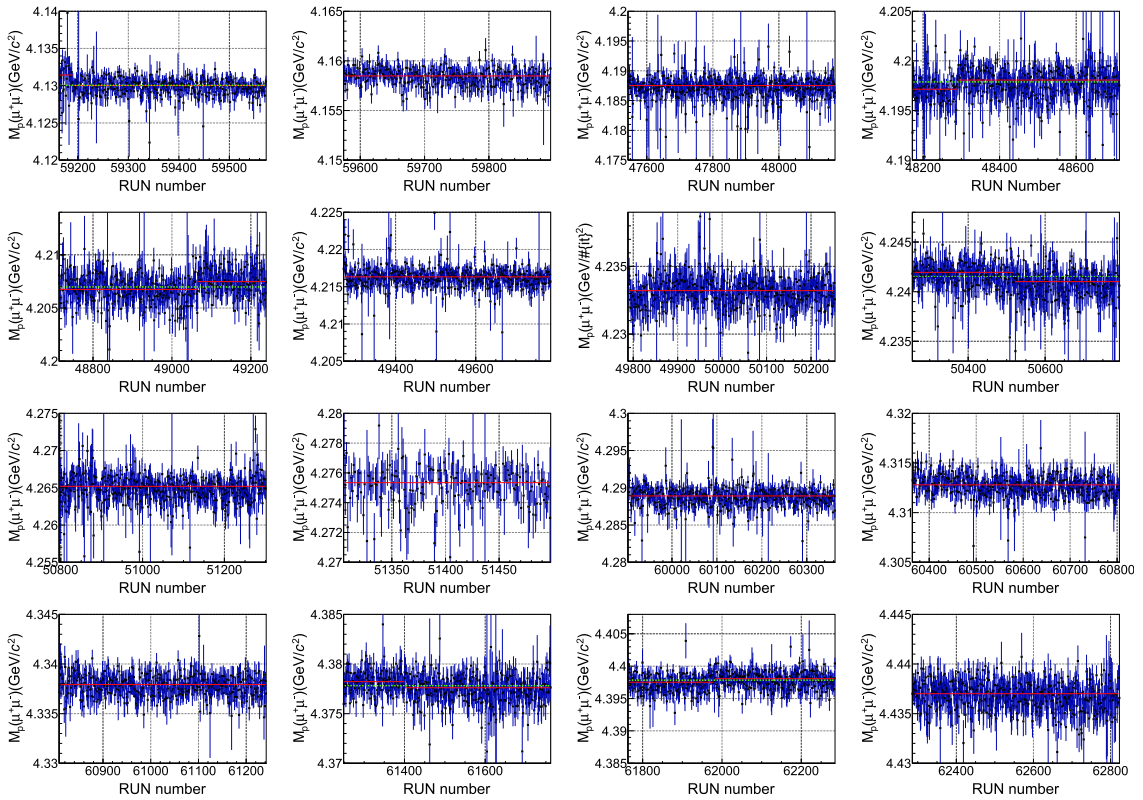 4.14
4.135
4.13
4.125
4.12
M_p(μ⁺μ⁻)(GeV/c²)
59200 59300 59400 59500
RUN number
4.165
4.16
4.155
4.15
M_p(μ⁺μ⁻)(GeV/c²)
59600 59700 59800
RUN number
4.2
4.195
4.19
4.185
4.18
4.175
M_p(μ⁺μ⁻)(GeV/c²)
47600 47800 48000
RUN number
4.205
4.2
4.195
4.19
M_p(μ⁺μ⁻)(GeV/c²)
48200 48400 48600
RUN Number
4.21
4.205
4.2
M_p(μ⁺μ⁻)(GeV/c²)
48800 49000 49200
RUN number
4.225
4.22
4.215
4.21
4.205
M_p(μ⁺μ⁻)(GeV/c²)
49400 49600
RUN number
4.235
4.23
M_p(μ⁺μ⁻)(GeV/#{it}²)
49800 49900 50000 50100 50200
RUN number
4.245
4.24
4.235
M_p(μ⁺μ⁻)(GeV/c²)
50400 50600
RUN number
4.275
4.27
4.265
4.26
4.255
M_p(μ⁺μ⁻)(GeV/c²)
50800 51000 51200
RUN number
4.28
4.278
4.276
4.274
4.272
4.27
M_p(μ⁺μ⁻)(GeV/c²)
51350 51400 51450
RUN number
4.3
4.295
4.29
4.285
4.28
M_p(μ⁺μ⁻)(GeV/c²)
60000 60100 60200 60300
RUN number
4.32
4.315
4.31
4.305
M_p(μ⁺μ⁻)(GeV/c²)
60400 60500 60600 60700 60800
RUN number
4.345
4.34
4.335
4.33
M_p(μ⁺μ⁻)(GeV/c²)
60900 61000 61100 61200
RUN number
4.385
4.38
4.375
4.37
M_p(μ⁺μ⁻)(GeV/c²)
61400 61600
RUN number
4.405
4.4
4.395
4.39
4.385
M_p(μ⁺μ⁻)(GeV/c²)
61800 62000 62200
RUN number
4.445
4.44
4.435
4.43
M_p(μ⁺μ⁻)(GeV/c²)
62400 62600 62800
RUN number